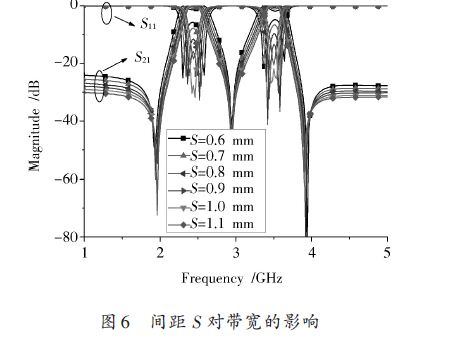 0
-20
-40
-60
-80
Magnitude /dB
S11
S21
S=0.6 mm
S=0.7 mm
S=0.8 mm
S=0.9 mm
S=1.0 mm
S=1.1 mm
1 2 3 4 5
Frequency /GHz
图6 间距 S 对带宽的影响